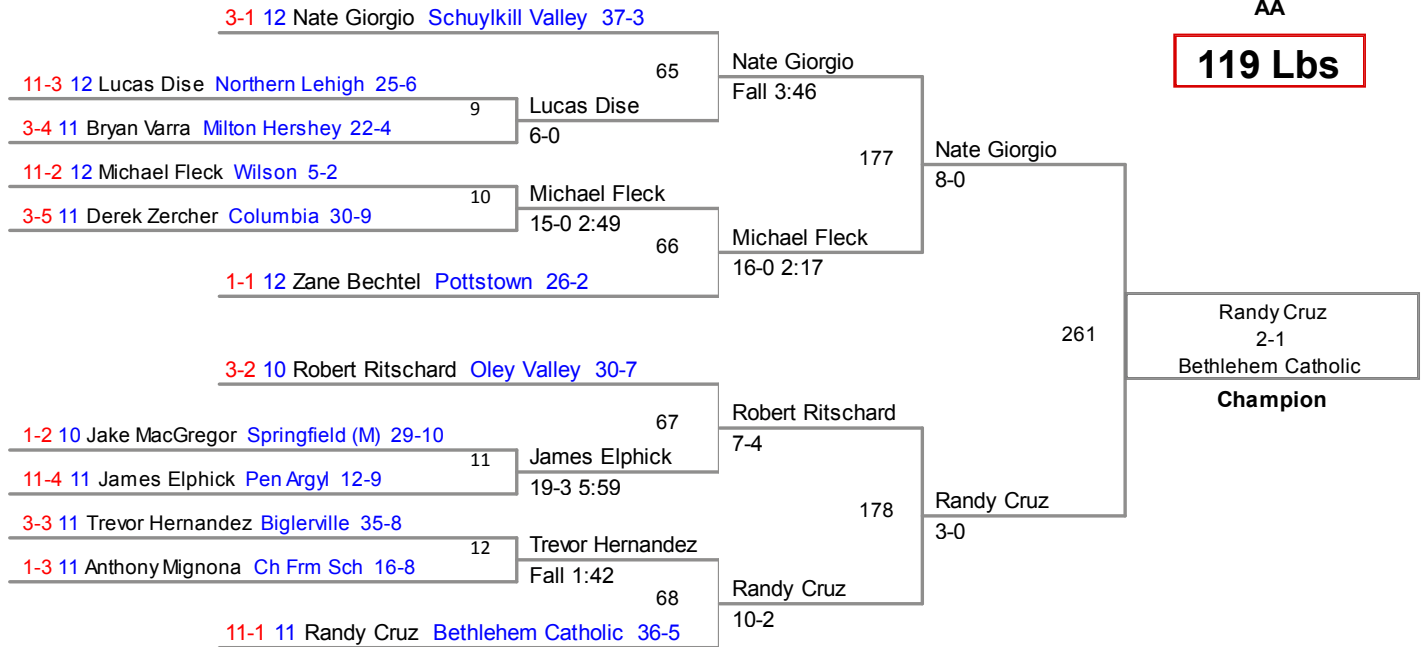 AA
119 Lbs
3-1 12 Nate Giorgio Schuylkill Valley 37-3
65
Nate Giorgio
Fall 3:46
11-3 12 Lucas Dise Northern Lehigh 25-6
9
Lucas Dise
6-0
3-4 11 Bryan Varra Milton Hershey 22-4
177
Nate Giorgio
8-0
11-2 12 Michael Fleck Wilson 5-2
10
Michael Fleck
15-0 2:49
3-5 11 Derek Zercher Columbia 30-9
66
Michael Fleck
16-0 2:17
1-1 12 Zane Bechtel Pottstown 26-2
261
Randy Cruz
2-1
Bethlehem Catholic
Champion
3-2 10 Robert Ritschard Oley Valley 30-7
67
Robert Ritschard
7-4
1-2 10 Jake MacGregor Springfield (M) 29-10
11
James Elphick
19-3 5:59
11-4 11 James Elphick Pen Argyl 12-9
178
Randy Cruz
3-0
3-3 11 Trevor Hernandez Biglerville 35-8
12
Trevor Hernandez
Fall 1:42
1-3 11 Anthony Mignona Ch Frm Sch 16-8
68
Randy Cruz
10-2
11-1 11 Randy Cruz Bethlehem Catholic 36-5